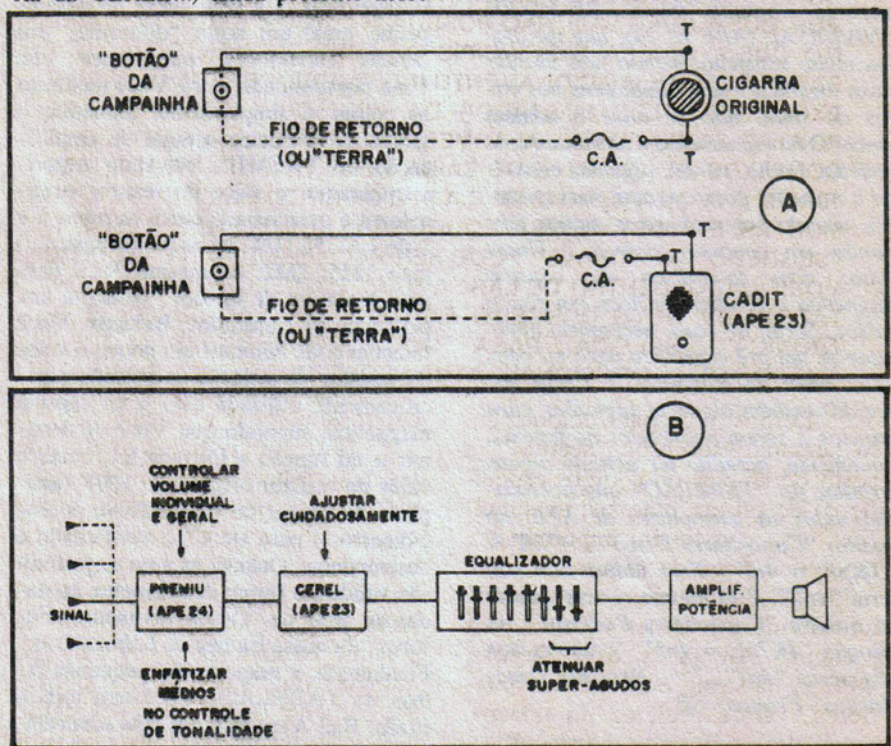 "BOTÃO"
DA
CAMPAINHA
T
CIGARRA
ORIGINAL
FIO DE RETORNO
(OU "TERRA")
C.A.
T
A
"BOTÃO"
DA
CAMPAINHA
T
T
C.A.
FIO DE RETORNO
(OU "TERRA")
CADIT
(APE 23)
B
CONTROLAR
VOLUME
INDIVIDUAL
E GERAL
AJUSTAR
CUIDADOSAMENTE
SINAL
PREMIU
(APE 24)
CEREL
(APE 23)
EQUALIZADOR
AMPLIF.
POTÊNCIA
ENFATIZAR
MÉDIOS
NO CONTROLE
DE TONALIDADE
ATENUAR
SUPER-AGUDOS